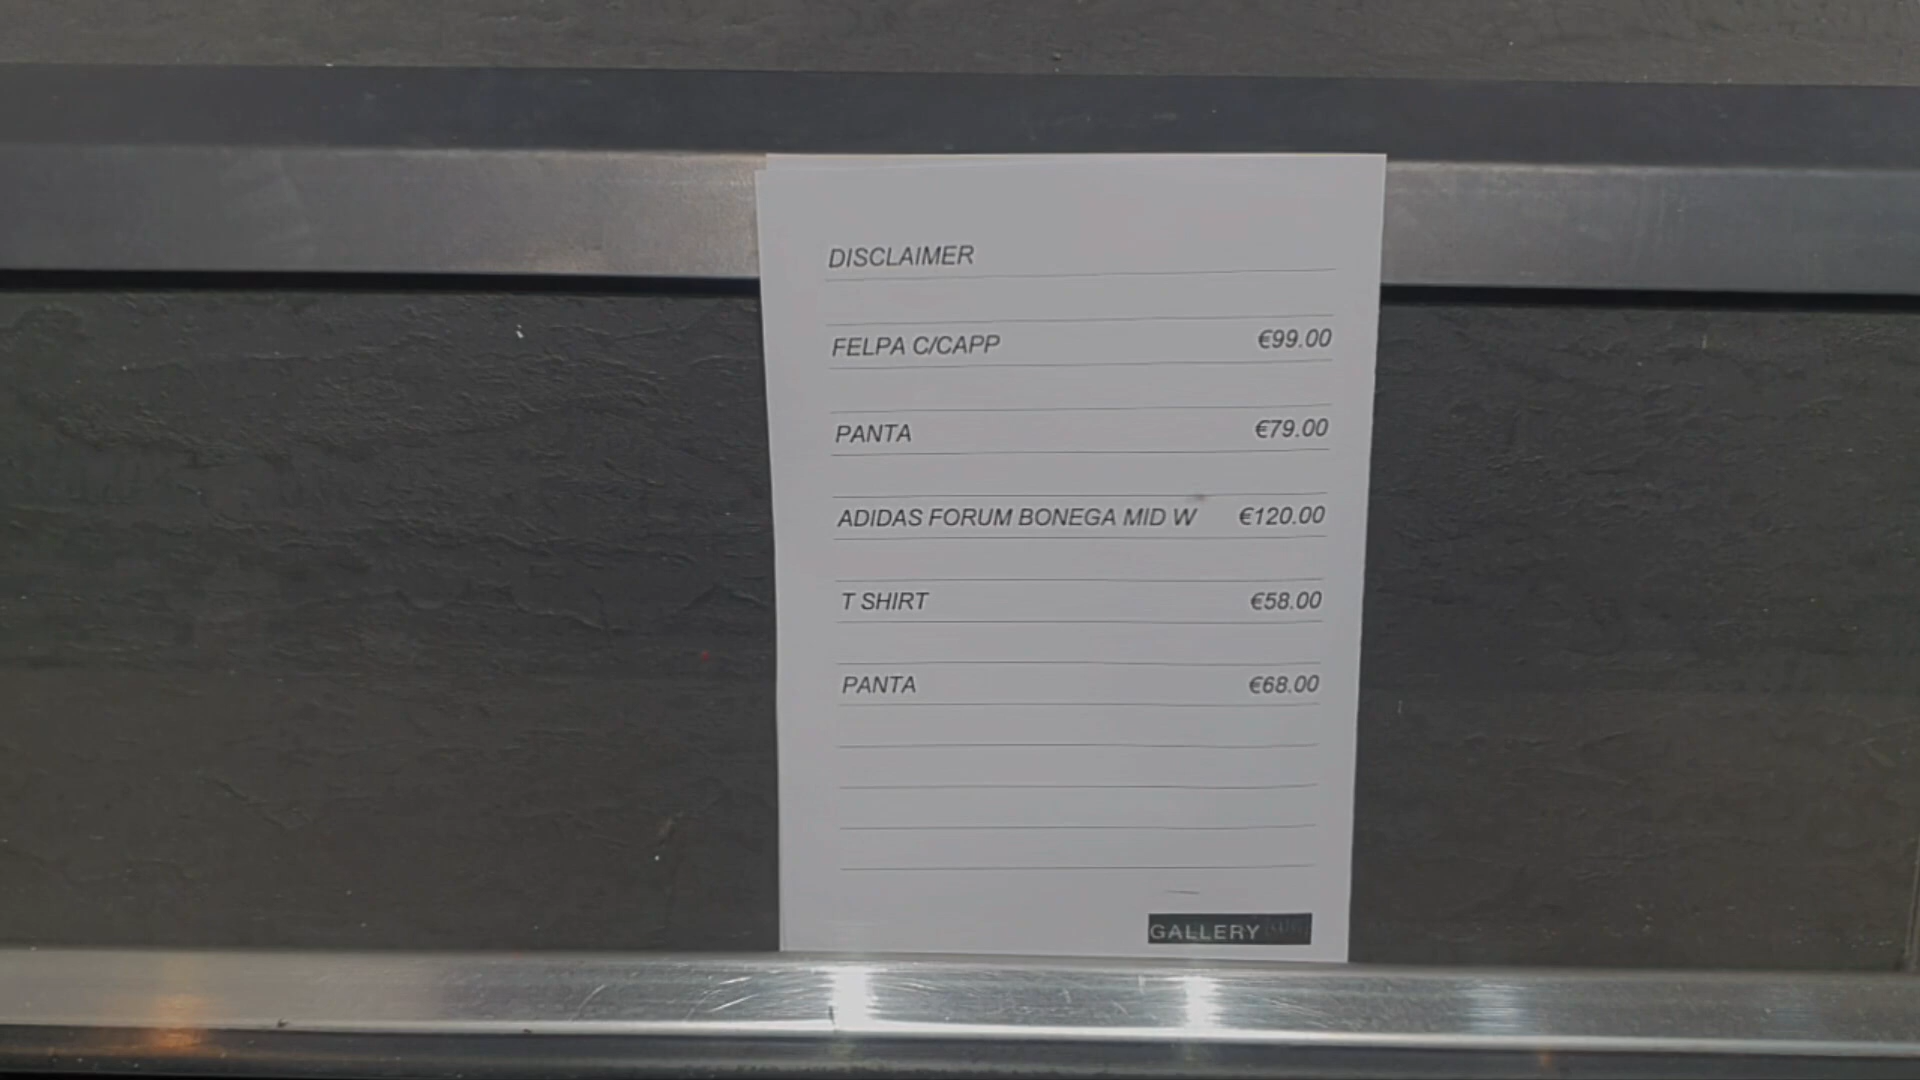 DISCLAIMER
FELPA C/CAPP €99.00
PANTA €79.00
ADIDAS FORUM BONEGA MID W €120.00
T SHIRT €58.00
PANTA €68.00
GALLERY